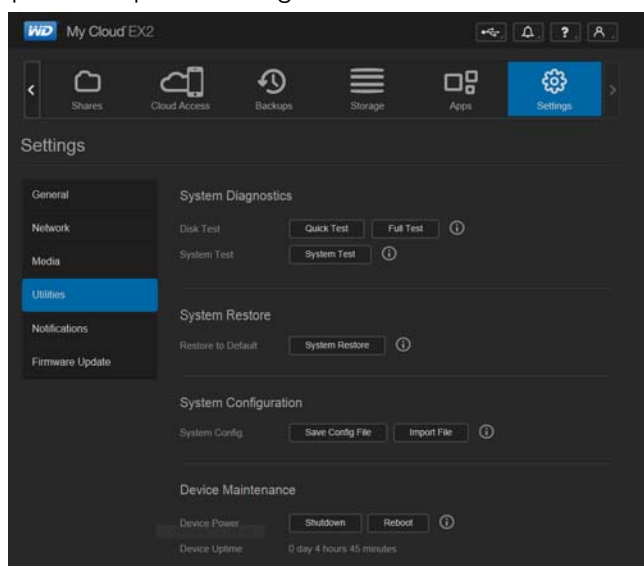 WD My Cloud EX2
?
Shares Cloud Access Backups Storage Apps Settings
Settings
General
Network
Media
Utilities
Notifications
Firmware Update
System Diagnostics
Disk Test Quick Test Full Test
System Test System Test
System Restore
Restore to Default System Restore
System Configuration
System Config Save Config File Import File
Device Maintenance
Device Power Shutdown Reboot
Device Uptime 0 day 4 hours 45 minutes